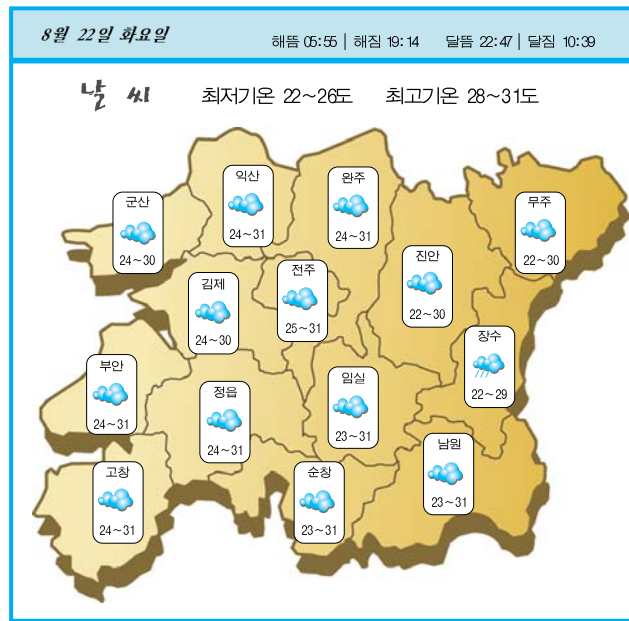 8월 22일 화요일
해뜸 05:55 | 해짐 19:14 달뜸 22:47 | 달짐 10:39
날 씨 최저기온 22~26도 최고기온 28~31도
익산
24~31
완주
24~31
군산
24~30
무주
22~30
진안
22~30
전주
25~31
김제
24~30
장수
22~29
부안
24~31
임실
23~31
정읍
24~31
남원
23~31
고창
24~31
순창
23~31